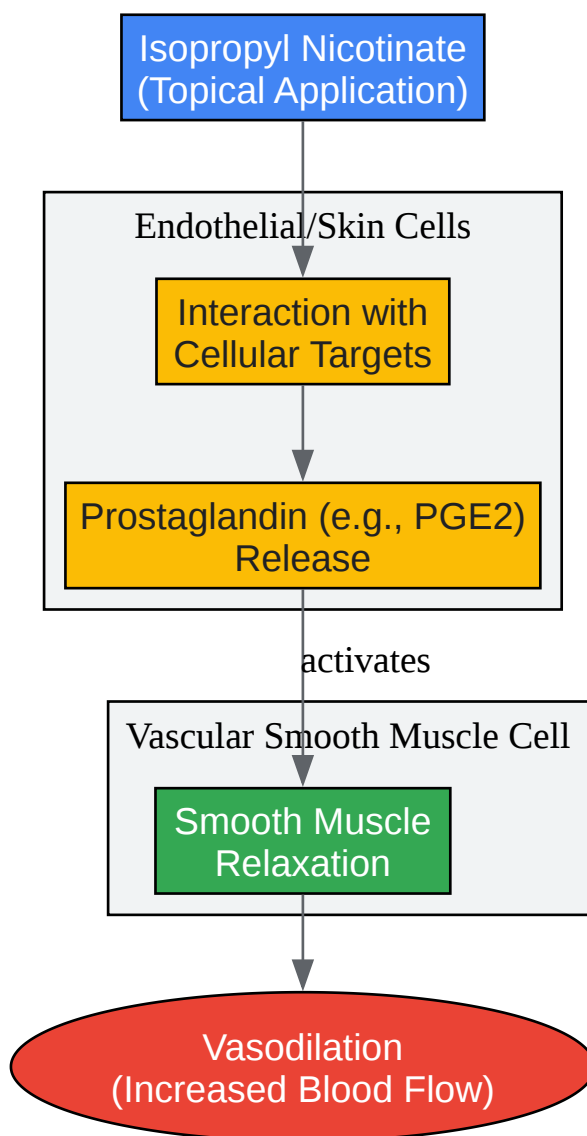 Isopropyl Nicotinate
(Topical Application)
Endothelial/Skin Cells
Interaction with
Cellular Targets
Prostaglandin (e.g., PGE2)
Release
activates
Vascular Smooth Muscle Cell
Smooth Muscle
Relaxation
Vasodilation
(Increased Blood Flow)